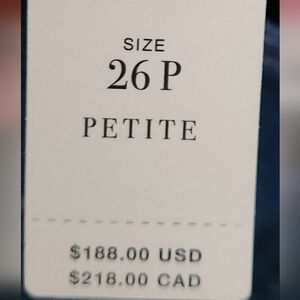 SIZE
26 P
PETITE
$188.00 USD
$218.00 CAD